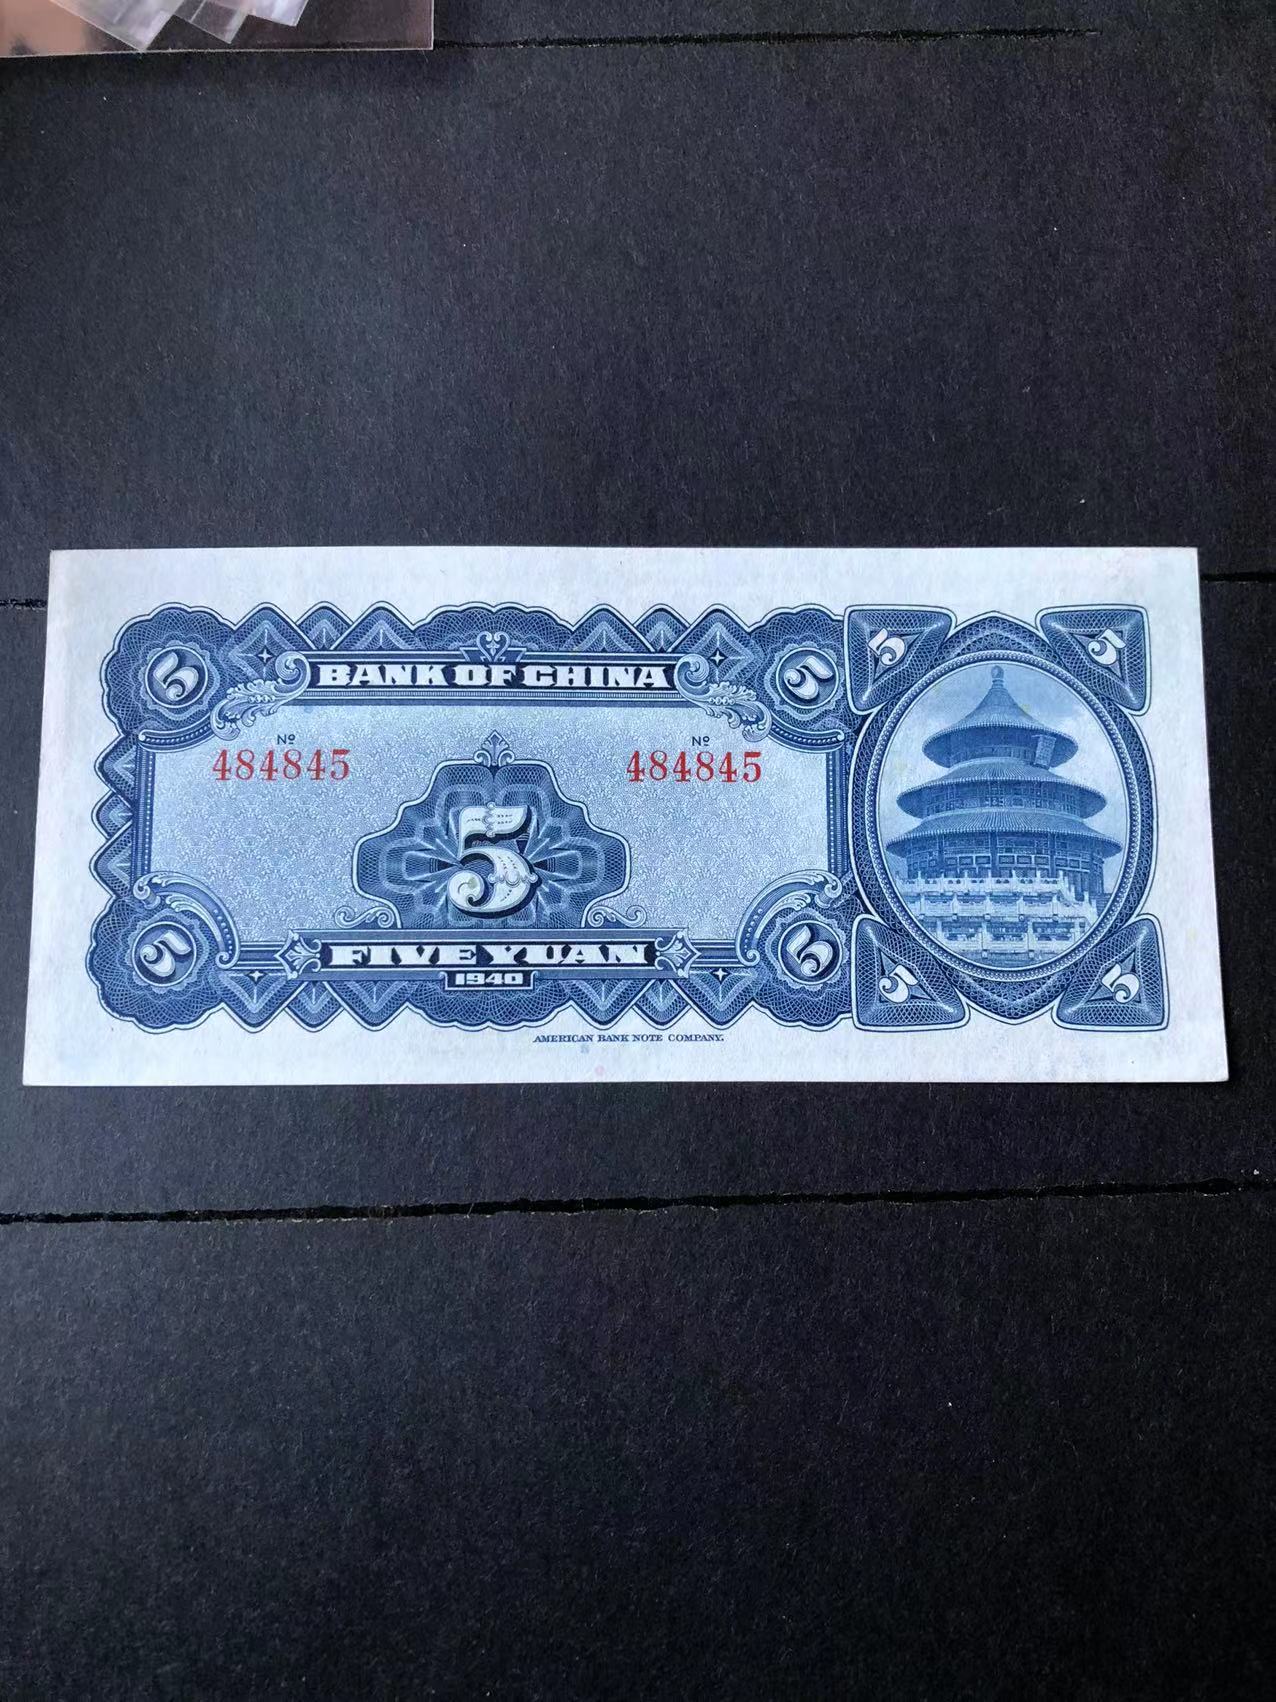 5 BANK OF CHINA 5 5 5
Nº Nº
484845 484845
5
5 FIVE YUAN 5 5 5
1940
AMERICAN BANK NOTE COMPANY.